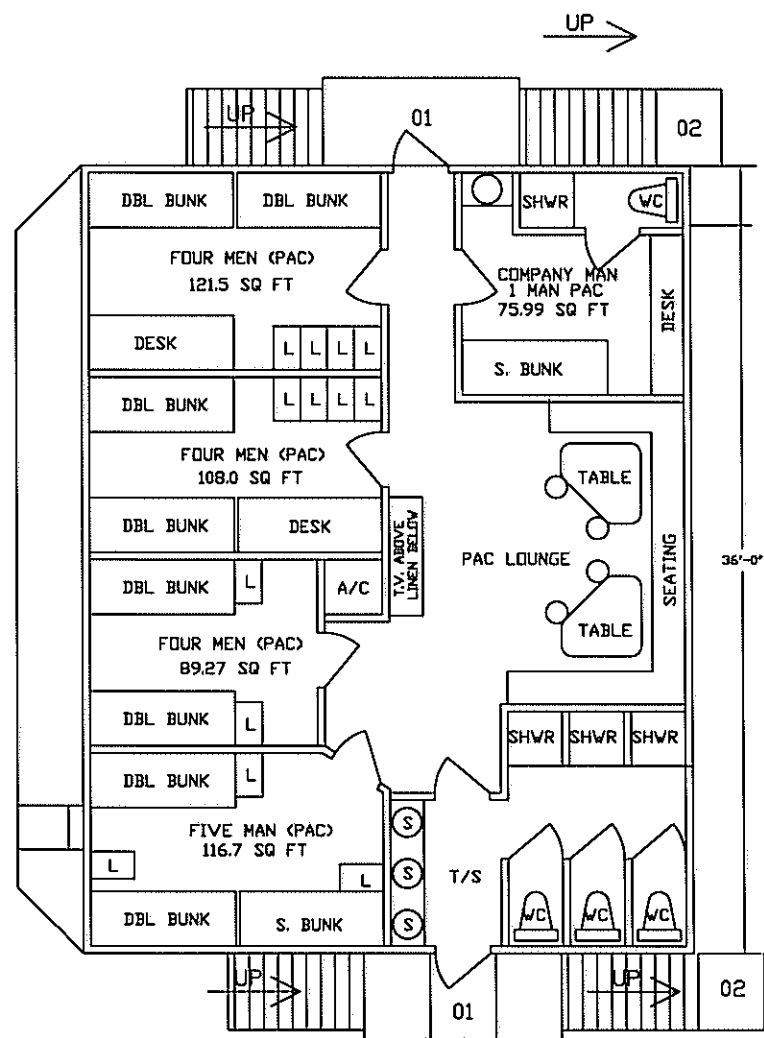 UP
UP
01
02
DBL BUNK
DBL BUNK
SHWR
WC
FOUR MEN (PAC)
121.5 SQ FT
COMPANY MAN
1 MAN PAC
75.99 SQ FT
DESK
DESK
L L L L
S. BUNK
DBL BUNK
L L L L
FOUR MEN (PAC)
108.0 SQ FT
TABLE
DBL BUNK
DESK
T.V. ABOVE
LINEN BELOW
PAC LOUNGE
SEATING
36'-0"
DBL BUNK
L
A/C
TABLE
FOUR MEN (PAC)
89.27 SQ FT
DBL BUNK
L
SHWR
SHWR
SHWR
DBL BUNK
L
FIVE MAN (PAC)
116.7 SQ FT
S
L
L
S
T/S
DBL BUNK
S. BUNK
S
WC
WC
WC
UP
UP
01
02